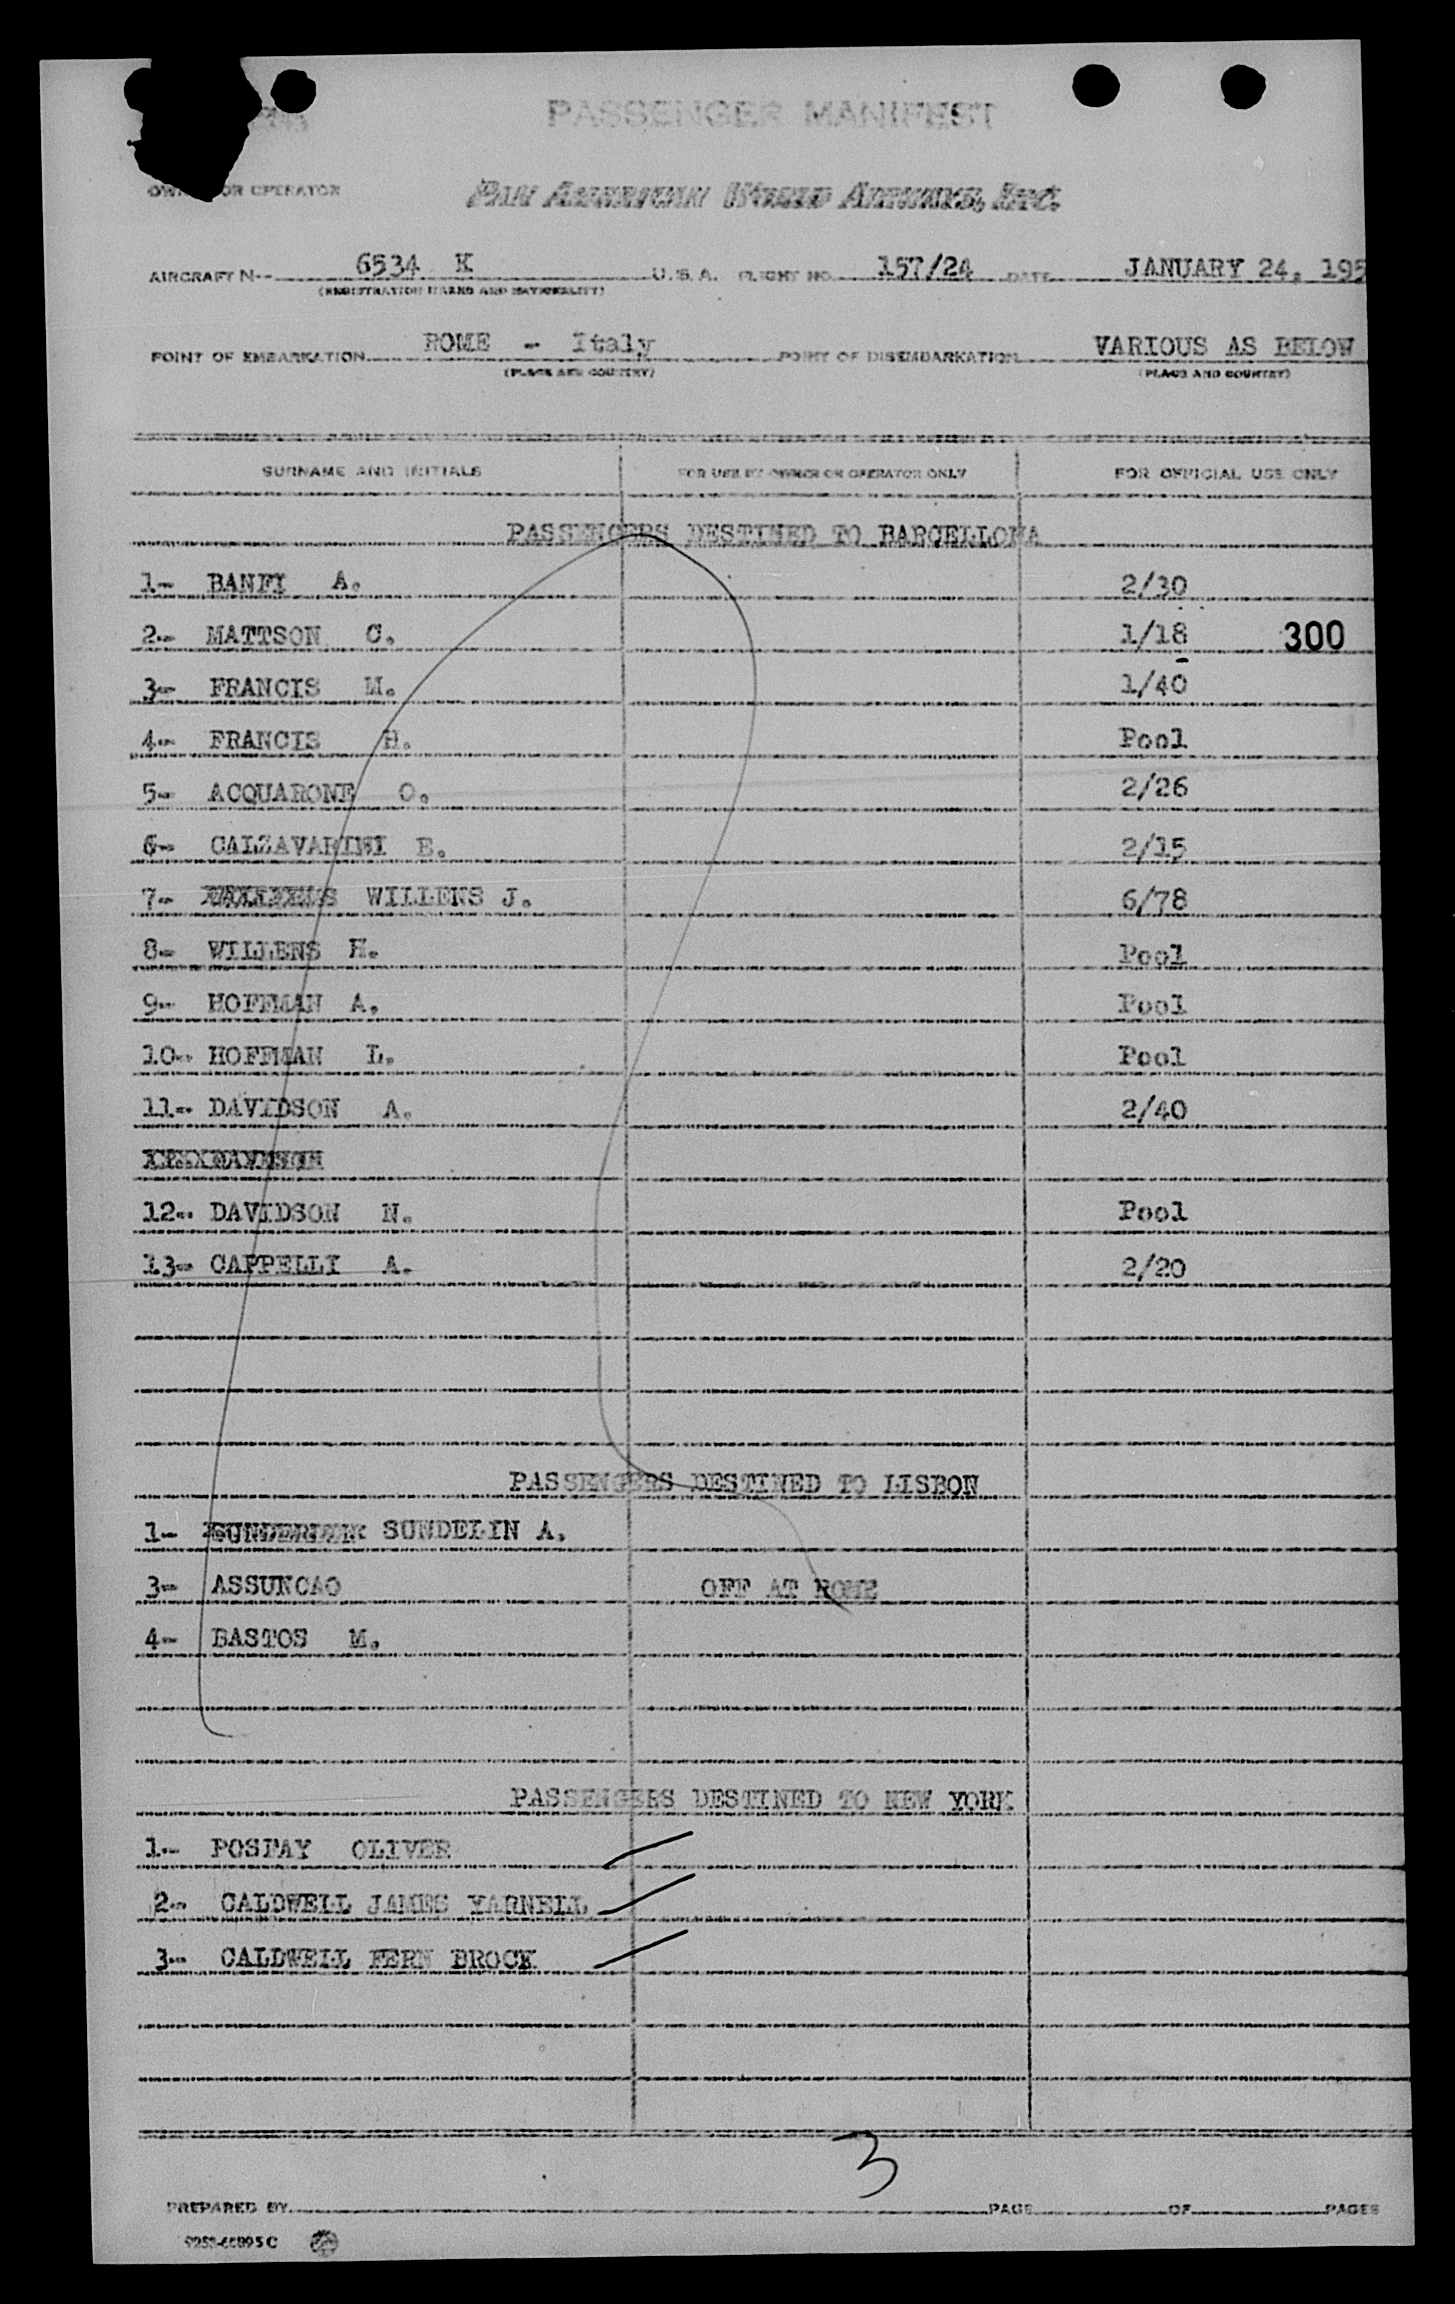 PASSENGER MANIFEST
OR OPERATOR
PAN AMERICAN WORLD AIRWAYS, INC.
AIRCRAFT N-- 6534 K U. S. A. FLIGHT NO. 157/24 DATE JANUARY 24, 195
(REGISTRATION MARKS AND NATIONALITY)
POINT OF EMBARKATION ROME - Italy POINT OF DISEMBARKATION VARIOUS AS BELOW
(PLACE AND COUNTRY) (PLACE AND COUNTRY)
SURNAME AND INITIALS FOR USE BY OWNER OR OPERATOR ONLY FOR OFFICIAL USE ONLY
PASSENGERS DESTINED TO BARCELLONA
1- BANFI A. 2/30
2- MATTSON C. 1/18 300
3- FRANCIS M. 1/40
4- FRANCIS H. Pool
5- ACQUARONE O. 2/26
6- CALZAVARINI E. 2/15
7- WILLENS J. 6/78
8- WILLENS H. Pool
9- HOFFMAN A. Pool
10- HOFFMAN L. Pool
11- DAVIDSON A. 2/40
12- DAVIDSON N. Pool
13- CAPPELLI A. 2/20
PASSENGERS DESTINED TO LISBON
1- SUNDELIN A.
3- ASSUNCAO OFF AT ROME
4- BASTOS M.
PASSENGERS DESTINED TO NEW YORK
1- POSPAY OLIVER
2- CALDWELL JAMES YARNELL
3- CALDWELL FERN BROCK
3
PREPARED BY PAGE OF PAGES